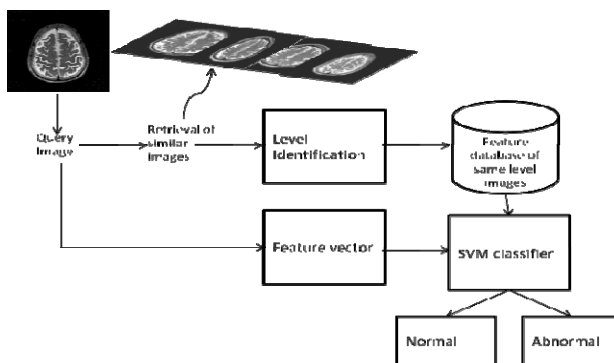 Query
Image
Retrieval of
similar
images
Level
Identification
Feature
database of
same level
images
Feature vector
SVM classifier
Normal
Abnormal